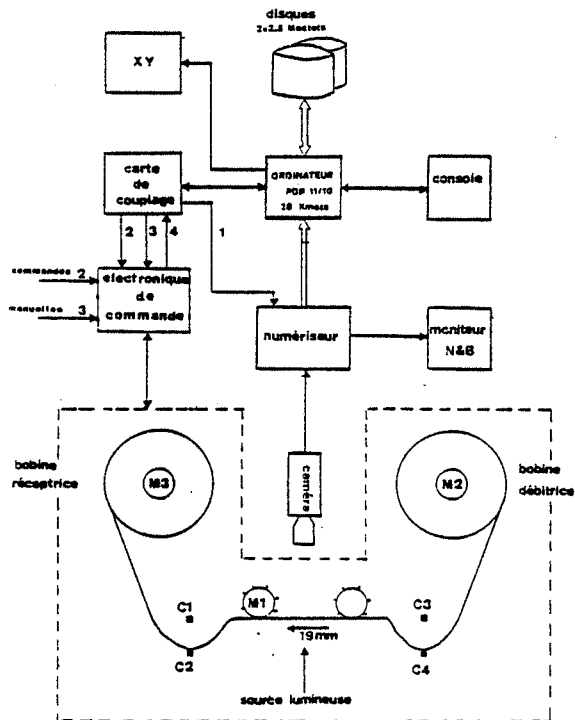 disques
2x2.5 Moctets
XY
carte
de
couplage
ORDINATEUR
PDP 11/10
28 Kmots
console
1
2 3 4
commandes 2
manuelles 3
électronique
de
commande
numériseur
moniteur
N&B
bobine
réceptrice
M3
caméra
M2
bobine
débitrice
C1
M1
C3
19mm
C2
C4
source lumineuse